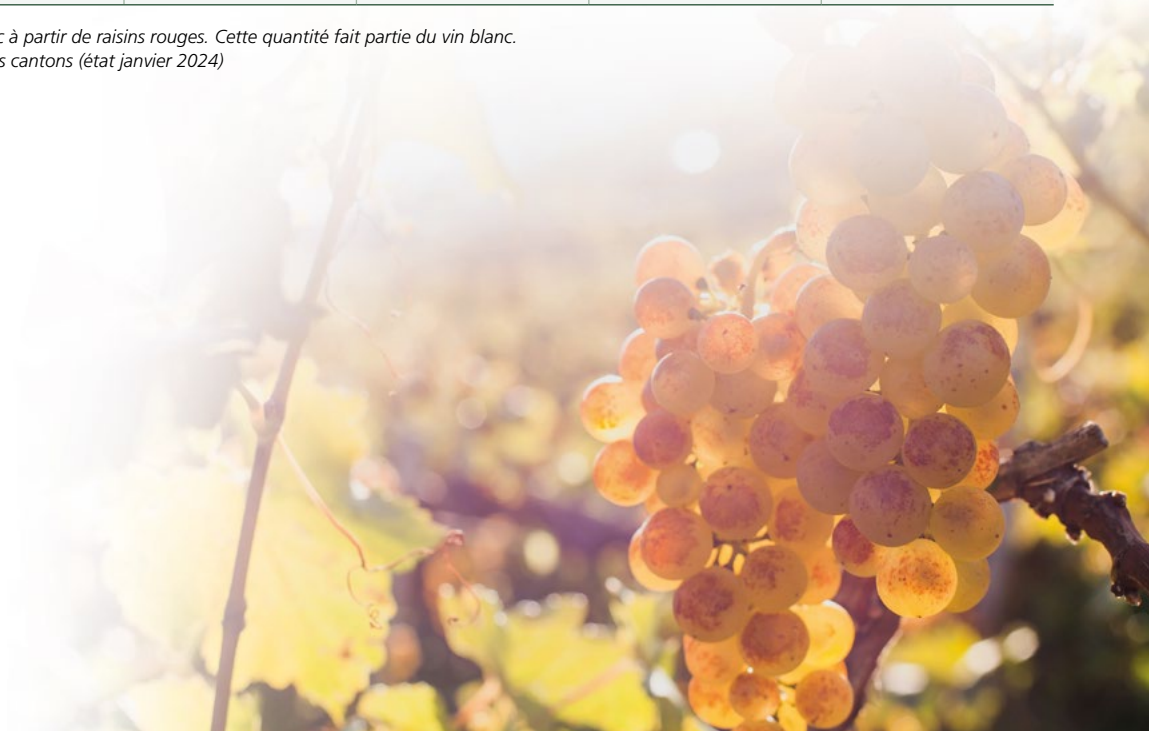 c à partir de raisins rouges. Cette quantité fait partie du vin blanc.
s cantons (état janvier 2024)